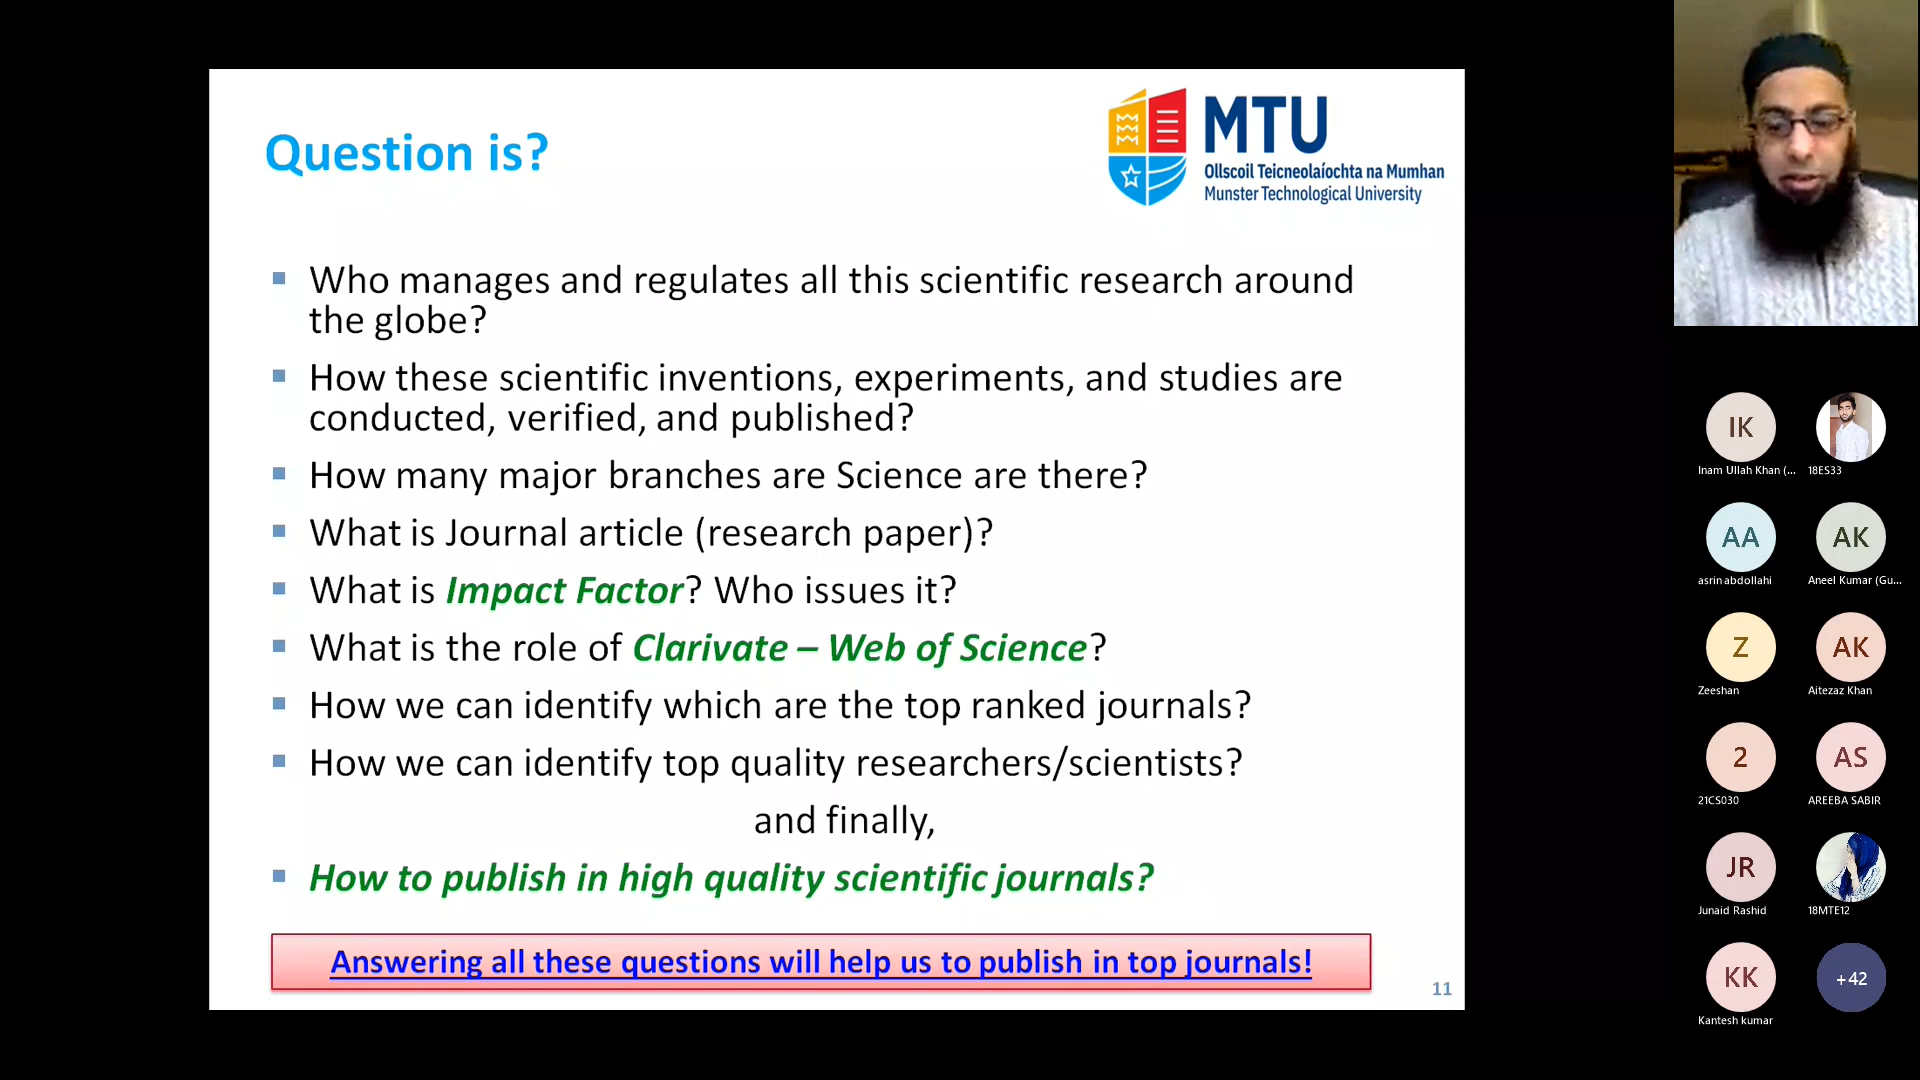 Question is?
MTU
Ollscoil Teicneolaíochta na Mumhan
Munster Technological University
Who manages and regulates all this scientific research around
the globe?
How these scientific inventions, experiments, and studies are
conducted, verified, and published?
How many major branches are Science are there?
What is Journal article (research paper)?
What is Impact Factor? Who issues it?
What is the role of Clarivate – Web of Science?
How we can identify which are the top ranked journals?
How we can identify top quality researchers/scientists?
and finally,
How to publish in high quality scientific journals?
Answering all these questions will help us to publish in top journals!
11
IK
Inam Ullah Khan (...
18ES33
AA
asrin abdollahi
AK
Aneel Kumar (Gu...
Z
Zeeshan
AK
Aitezaz Khan
2
21CS030
AS
AREEBA SABIR
JR
Junaid Rashid
18MTE12
KK
Kantesh kumar
+42